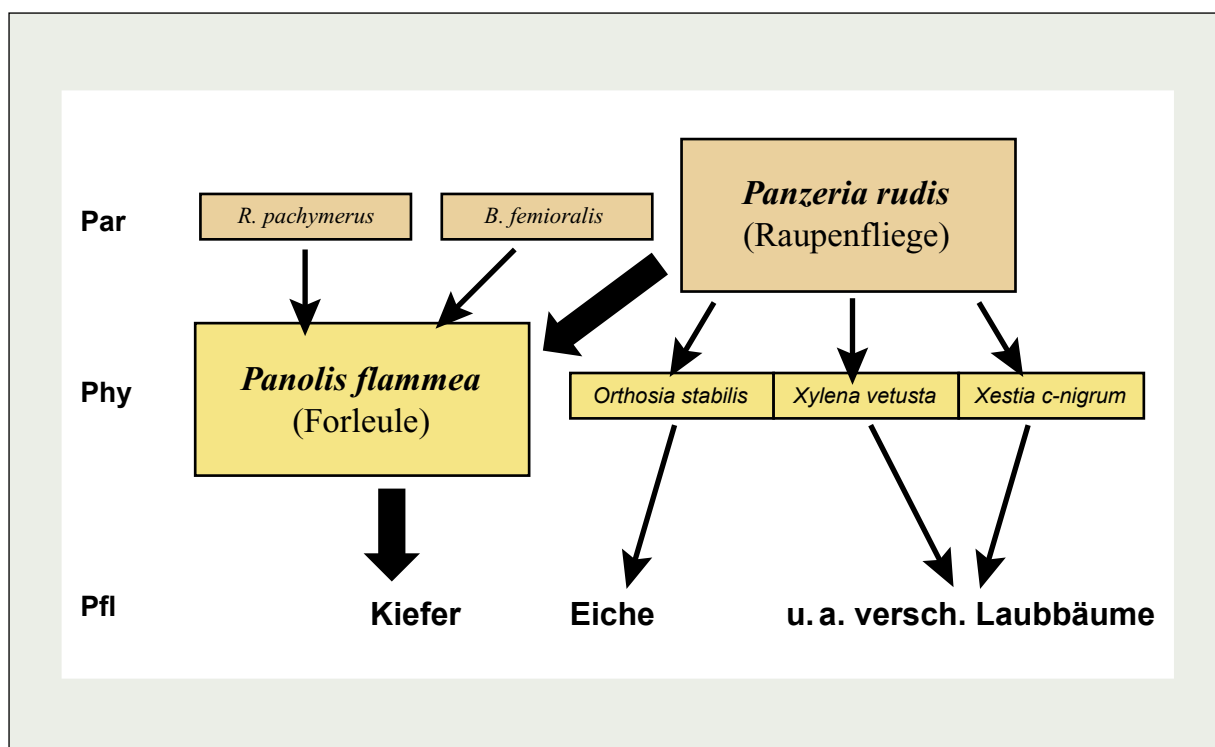 Panzeria rudis
(Raupenfliege)
Par
R. pachymerus
B. femioralis
Panolis flammea
(Forleule)
Phy
Orthosia stabilis
Xylena vetusta
Xestia c-nigrum
Pfl
Kiefer
Eiche
u. a. versch. Laubbäume